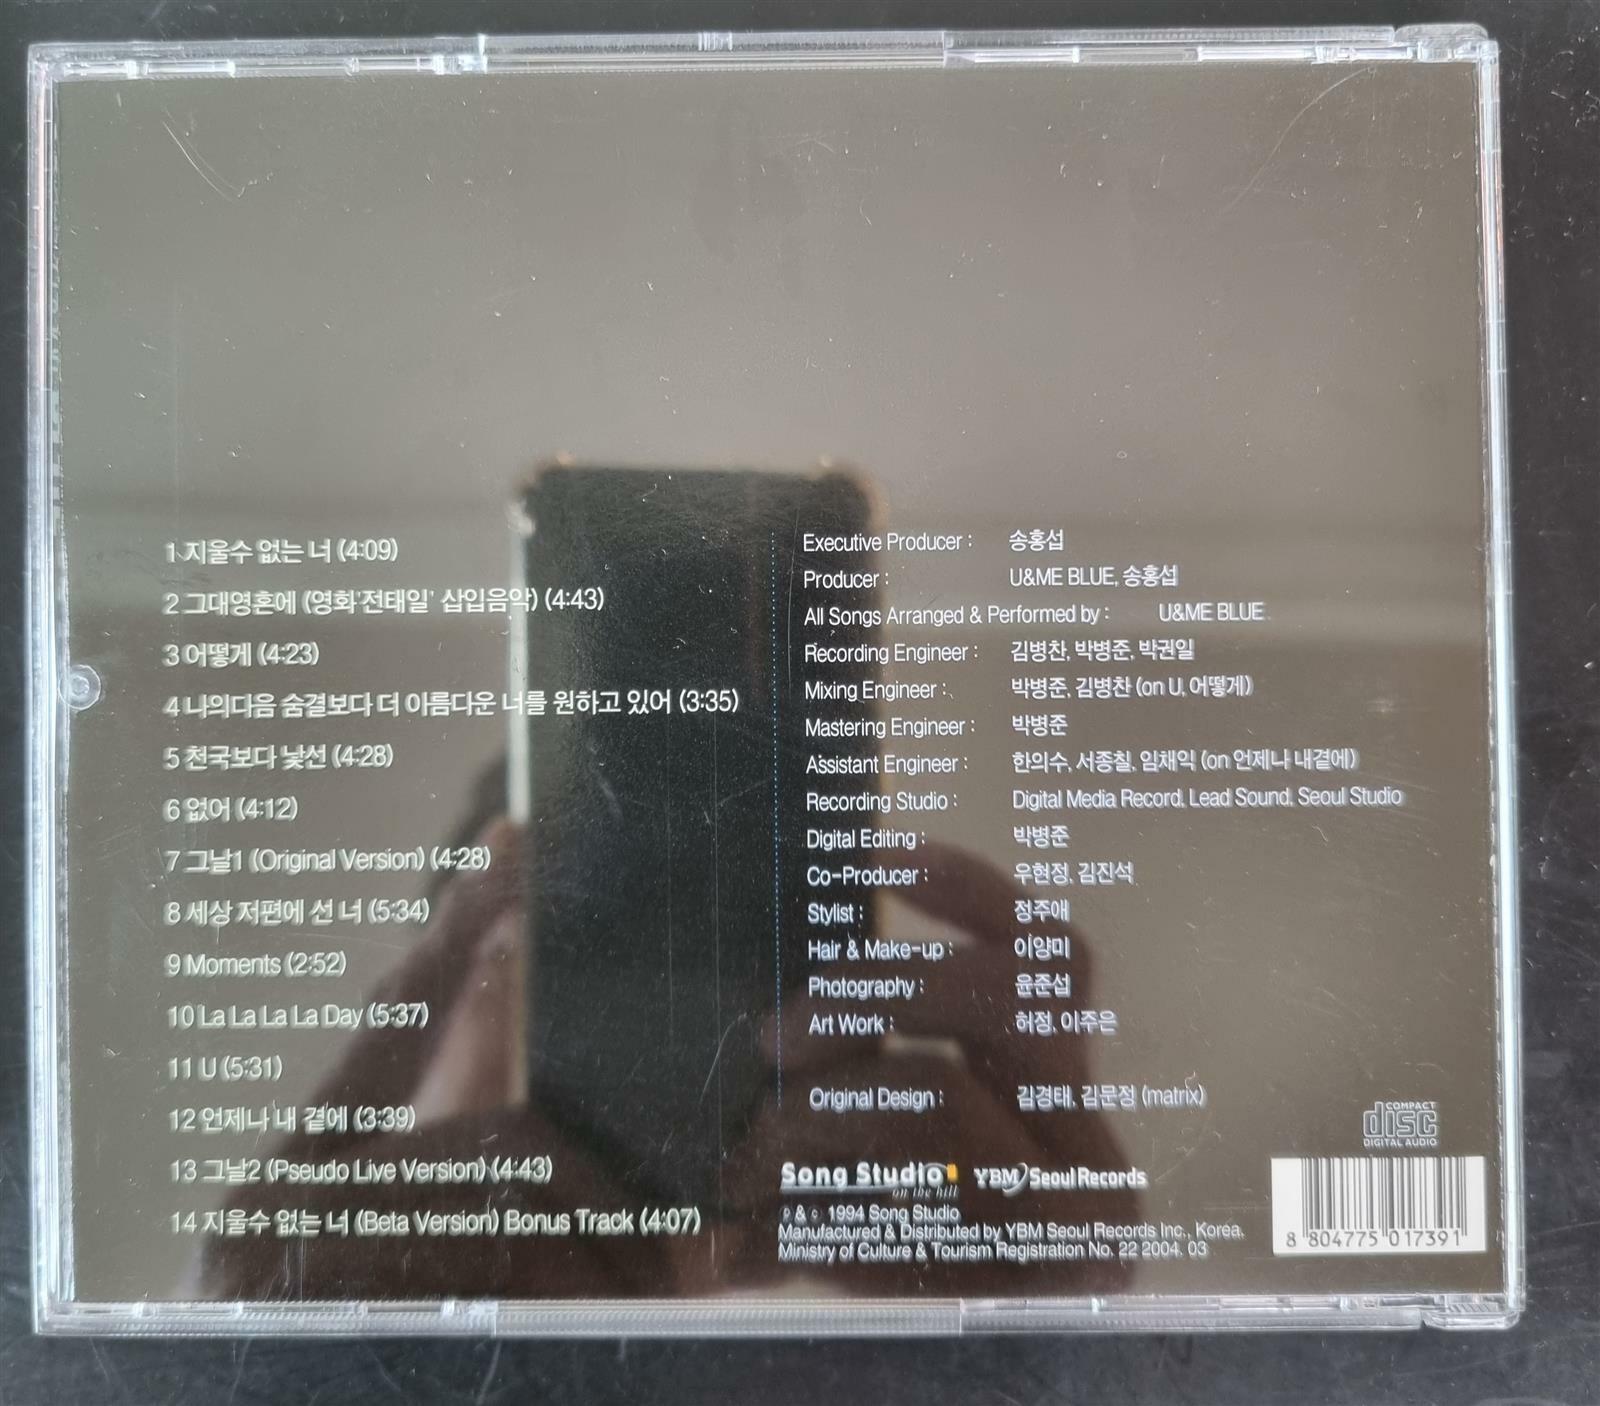 1 지울수 없는 너 (4:09)
2 그대영혼에 (영화'전태일' 삽입음악) (4:43)
3 어떻게 (4:23)
4 나의다음 숨결보다 더 아름다운 너를 원하고 있어 (3:35)
5 천국보다 낯선 (4:28)
6 없어 (4:12)
7 그날1 (Original Version) (4:28)
8 세상 저편에 선 너 (5:34)
9 Moments (2:52)
10 La La La La Day (5:37)
11 U (5:31)
12 언제나 내 곁에 (3:39)
13 그날2 (Pseudo Live Version) (4:43)
14 지울수 없는 너 (Beta Version) Bonus Track (4:07)
Executive Producer : 송홍섭
Producer : U&ME BLUE, 송홍섭
All Songs Arranged & Performed by : U&ME BLUE
Recording Engineer : 김병찬, 박병준, 박권일
Mixing Engineer : 박병준, 김병찬 (on U, 어떻게)
Mastering Engineer : 박병준
Assistant Engineer : 한의수, 서종칠, 임채익 (on 언제나 내곁에)
Recording Studio : Digital Media Record, Lead Sound, Seoul Studio
Digital Editing : 박병준
Co-Producer : 우현정, 김진석
Stylist : 정주애
Hair & Make-up : 이양미
Photography : 윤준섭
Art Work : 허정, 이주은
Original Design : 김경태, 김문정 (matrix)
COMPACT
disc
DIGITAL AUDIO
Song Studio
on the hill
YBM Seoul Records
℗ & © 1994 Song Studio
Manufactured & Distributed by YBM Seoul Records Inc., Korea.
Ministry of Culture & Tourism Registration No. 22 2004. 03
8 804775 017391